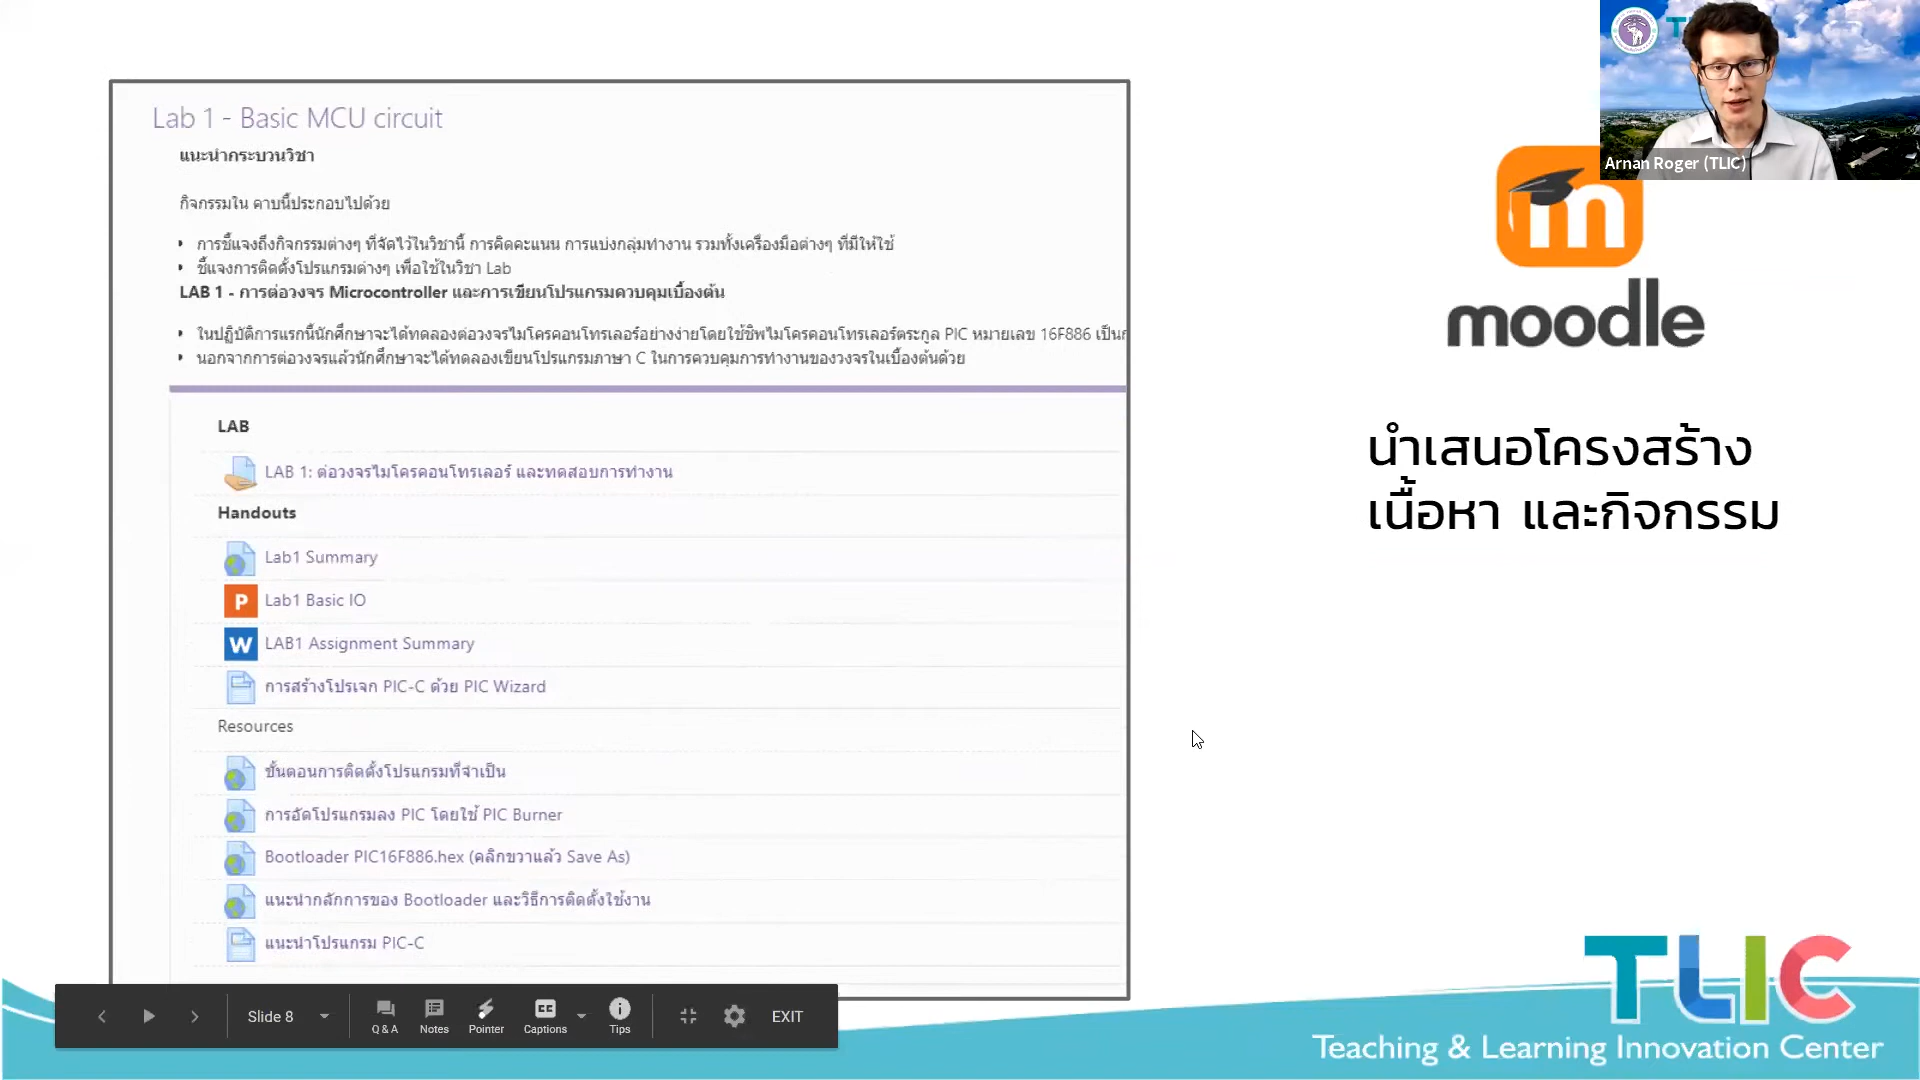 Lab 1 - Basic MCU circuit
แนะนำกระบวนวิชา
กิจกรรมใน คาบนี้ประกอบไปด้วย
• การชี้แจงถึงกิจกรรมต่างๆ ที่จัดไว้ในวิชานี้ การคิดคะแนน การแบ่งกลุ่มทำงาน รวมทั้งเครื่องมือต่างๆ ที่มีให้ใช้
• ชี้แจงการติดตั้งโปรแกรมต่างๆ เพื่อใช้ในวิชา Lab
LAB 1 - การต่อวงจร Microcontroller และการเขียนโปรแกรมควบคุมเบื้องต้น
• ในปฏิบัติการแรกนี้นักศึกษาจะได้ทดลองต่อวงจรไมโครคอนโทรเลอร์อย่างง่ายโดยใช้ชิพไมโครคอนโทรเลอร์ตระกูล PIC หมายเลข 16F886
• นอกจากการต่อวงจรแล้วนักศึกษาจะได้ทดลองเขียนโปรแกรมภาษา C ในการควบคุมการทำงานของวงจรในเบื้องต้นด้วย
LAB
LAB 1: ต่อวงจรไมโครคอนโทรเลอร์ และทดสอบการทำงาน
Handouts
Lab1 Summary
P Lab1 Basic IO
W LAB1 Assignment Summary
การสร้างโปรเจก PIC-C ด้วย PIC Wizard
Resources
ขั้นตอนการติดตั้งโปรแกรมที่จำเป็น
การอัดโปรแกรมลง PIC โดยใช้ PIC Burner
Bootloader PIC16F886.hex (คลิกขวาแล้ว Save As)
แนะนำกลักการของ Bootloader และวิธีการติดตั้งใช้งาน
แนะนำโปรแกรม PIC-C
Arnan Roger (TLIC)
m
moodle
นำเสนอโครงสร้าง
เนื้อหา และกิจกรรม
Slide 8
Q & A
Notes
Pointer
CC
Captions
Tips
EXIT
TLIC
Teaching & Learning Innovation Center